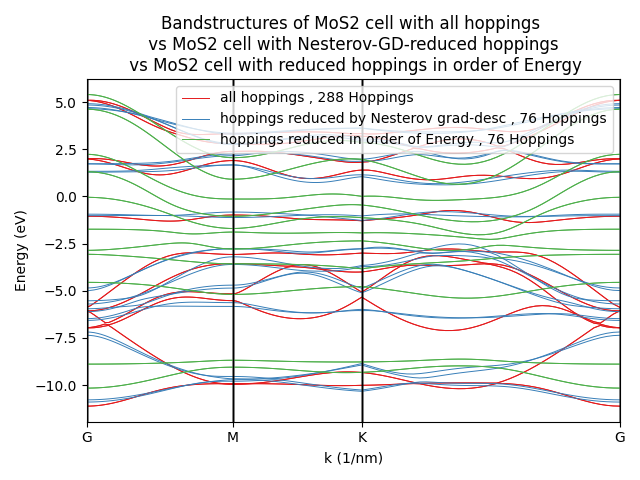 Bandstructures of MoS2 cell with all hoppings
vs MoS2 cell with Nesterov-GD-reduced hoppings
vs MoS2 cell with reduced hoppings in order of Energy
all hoppings , 288 Hoppings
hoppings reduced by Nesterov grad-desc , 76 Hoppings
hoppings reduced in order of Energy , 76 Hoppings
Energy (eV)
5.0
2.5
0.0
−2.5
−5.0
−7.5
−10.0
G M K G
k (1/nm)